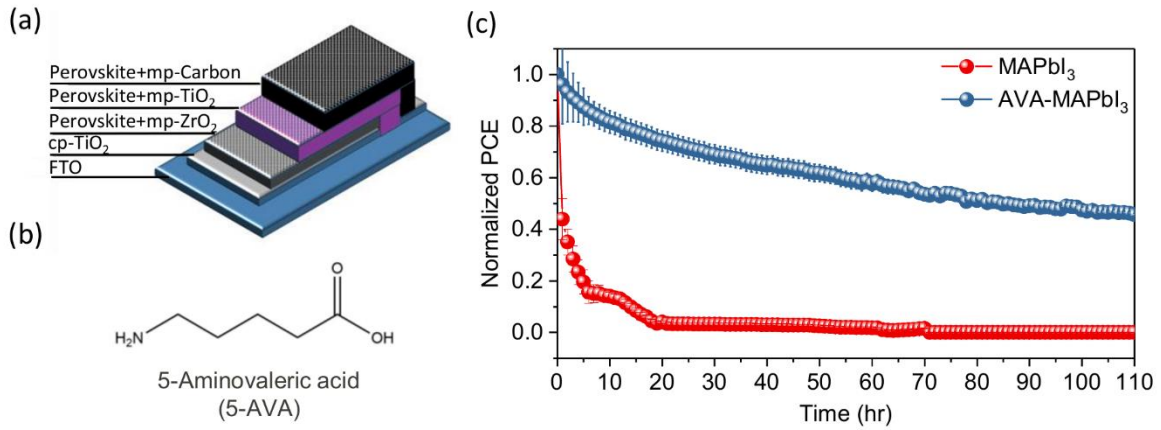 (a)
Perovskite+mp-Carbon
Perovskite+mp-TiO₂
Perovskite+mp-ZrO₂
cp-TiO₂
FTO
(b)
O
H₂N
OH
5-Aminovaleric acid
(5-AVA)
(c)
MAPbI₃
AVA-MAPbI₃
Normalized PCE
1.0
0.8
0.6
0.4
0.2
0.0
0 10 20 30 40 50 60 70 80 90 100 110
Time (hr)